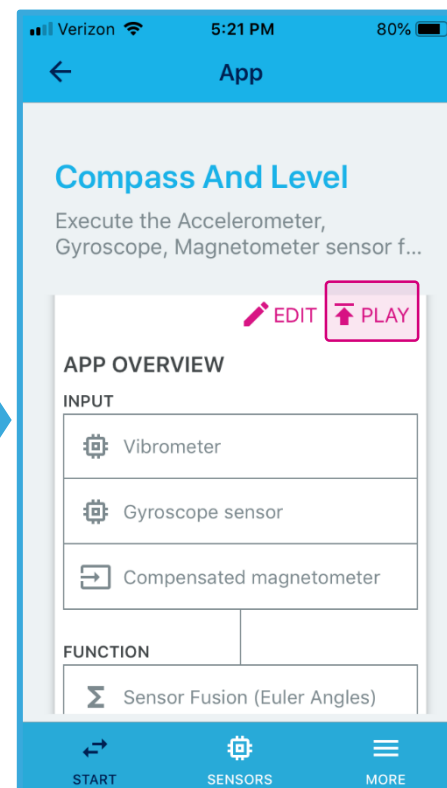 Verizon 5:21 PM 80%
App
Compass And Level
Execute the Accelerometer,
Gyroscope, Magnetometer sensor f...
EDIT PLAY
APP OVERVIEW
INPUT
Vibrometer
Gyroscope sensor
Compensated magnetometer
FUNCTION
Σ Sensor Fusion (Euler Angles)
START SENSORS MORE